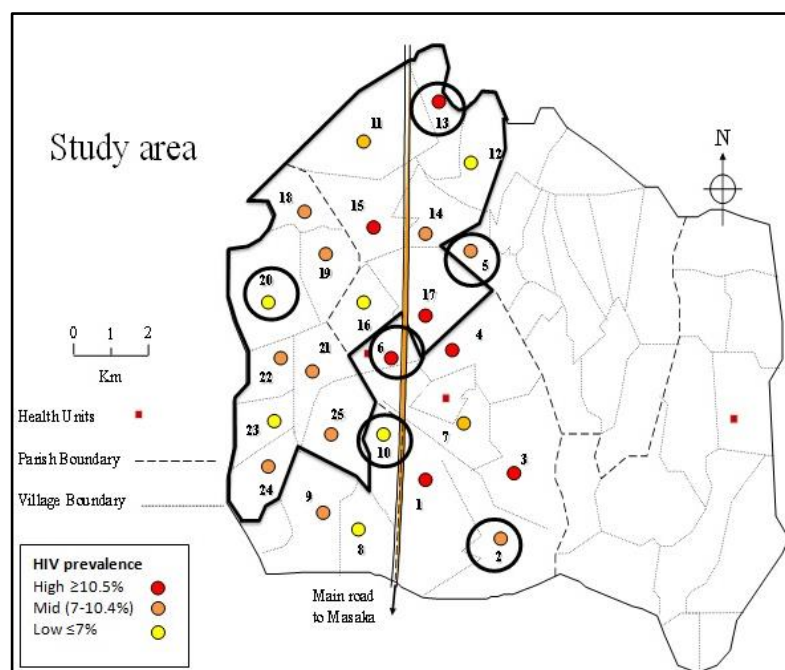 Study area
N
13
11
12
18
15
14
19
5
20
17
16
6
4
21
22
25
23
7
10
3
24
1
9
8
2
0 1 2
Km
Health Units
Parish Boundary
Village Boundary
HIV prevalence
High ≥10.5%
Mid (7-10.4%)
Low ≤7%
Main road
to Masaka